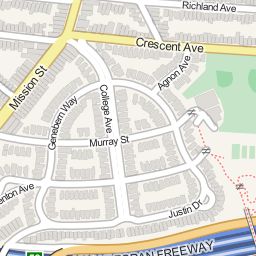 Richland Ave
Crescent Ave
Mission St
Agnon Ave
College Ave
Genebern Way
Murray St
Justin Dr
FREEWAY